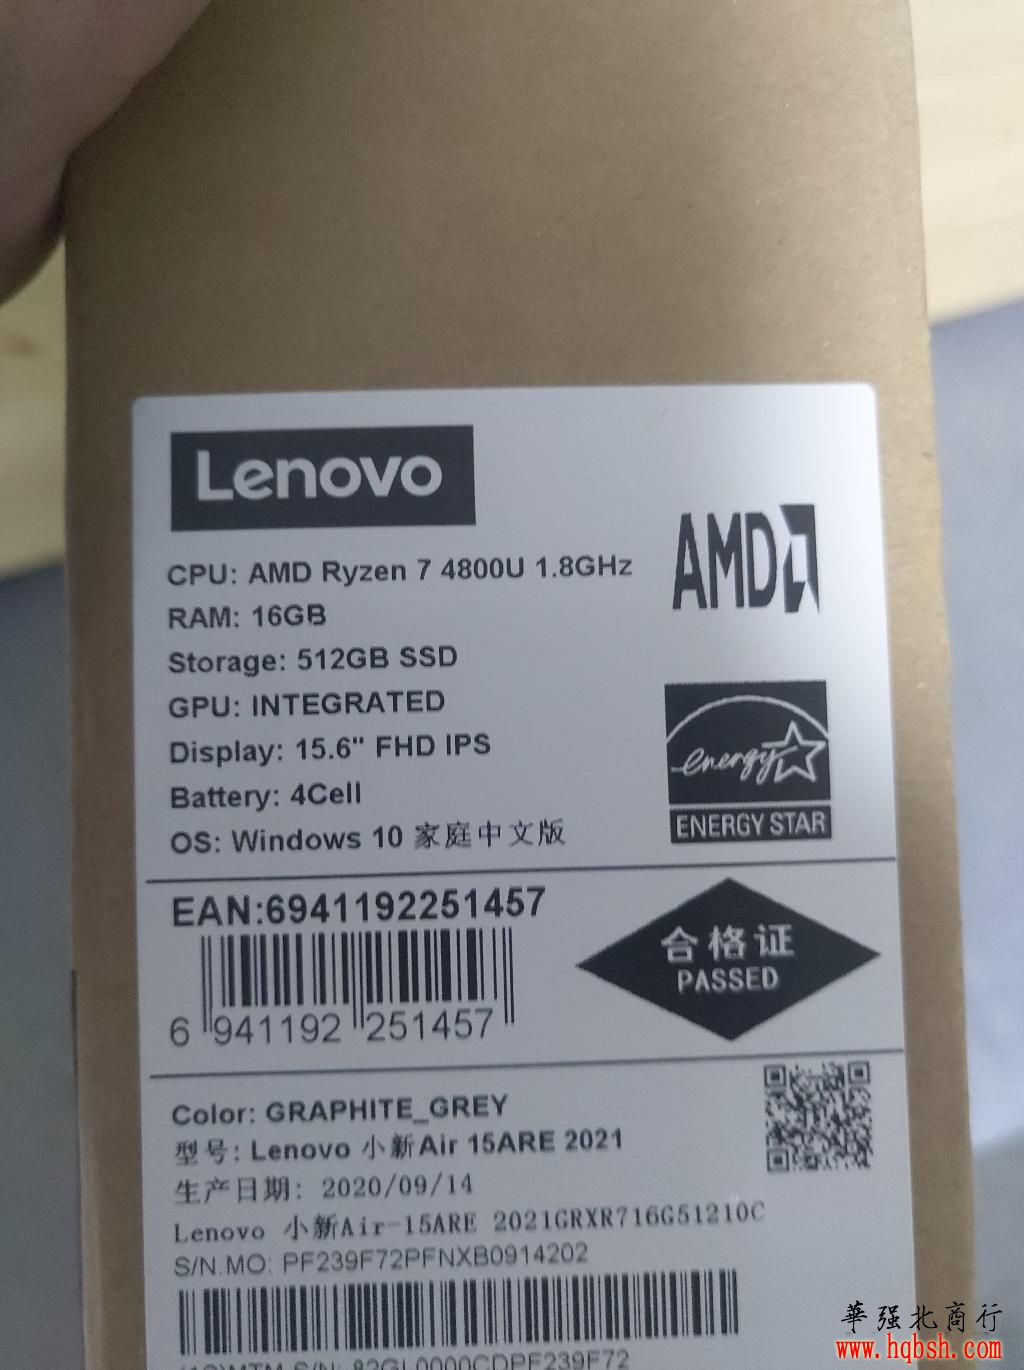 Lenovo
CPU: AMD Ryzen 7 4800U 1.8GHz
RAM: 16GB
Storage: 512GB SSD
GPU: INTEGRATED
Display: 15.6" FHD IPS
Battery: 4Cell
OS: Windows 10 家庭中文版
AMD
energy
ENERGY STAR
EAN:6941192251457
6 941192 251457
合格证
PASSED
Color: GRAPHITE_GREY
型号: Lenovo 小新Air 15ARE 2021
生产日期: 2020/09/14
Lenovo 小新Air-15ARE 2021GRXR716G51210C
S/N.MO: PF239F72PFNXB0914202
S/N: 82GL0000CDPF239F72
華强北商行
www.hqbsh.com